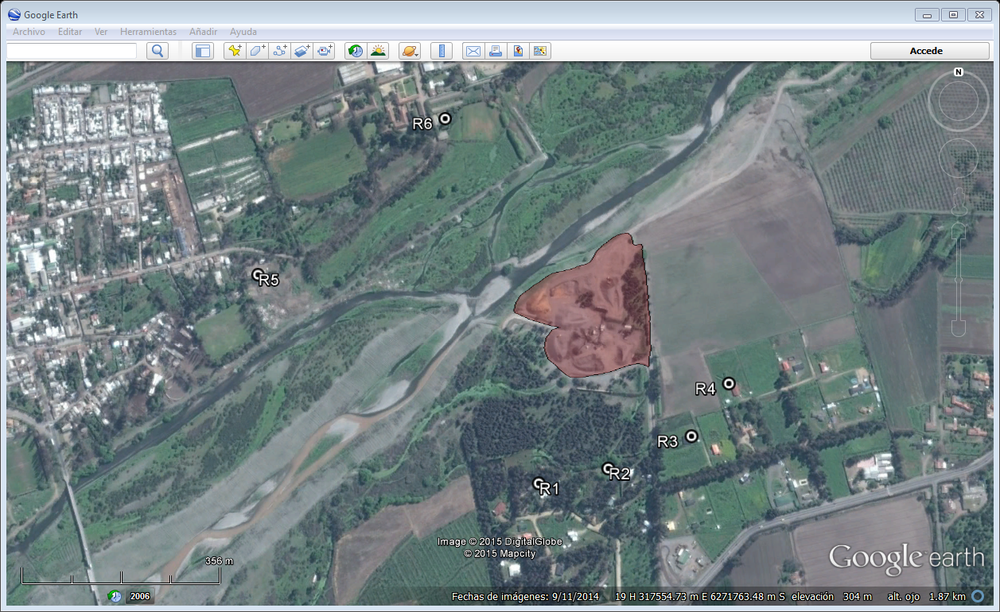 Google Earth
Archivo Editar Ver Herramientas Añadir Ayuda
Accede
N
R6
R5
R4
R3
R2
R1
Image © 2015 DigitalGlobe
© 2015 Mapcity
356 m
Google earth
2006
Fechas de imágenes: 9/11/2014 19 H 317554.73 m E 6271763.48 m S elevación 304 m alt. ojo 1.87 km